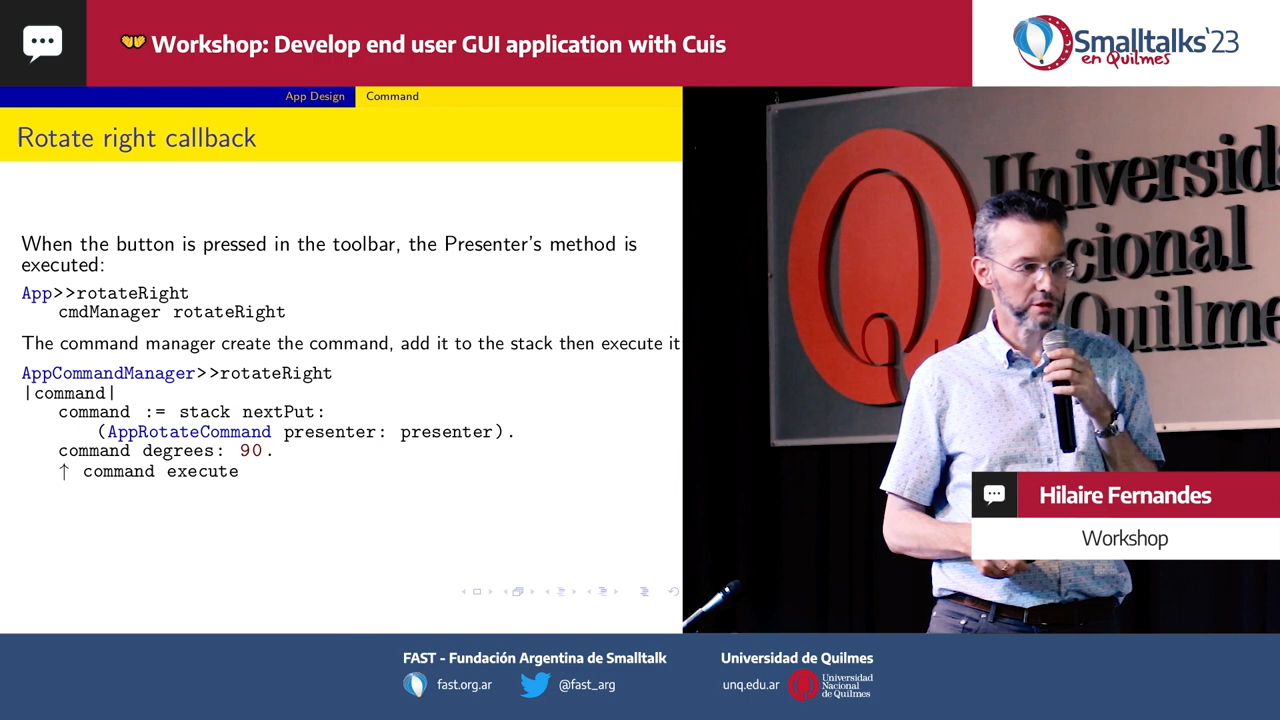 Workshop: Develop end user GUI application with Cuis
Smalltalks'23
en Quilmes
App Design Command
Rotate right callback
When the button is pressed in the toolbar, the Presenter's method is
executed:
App>>rotateRight
cmdManager rotateRight
The command manager create the command, add it to the stack then execute it
AppCommandManager>>rotateRight
|command|
command := stack nextPut:
(AppRotateCommand presenter: presenter).
command degrees: 90.
↑ command execute
Universida
Nacional
Quilmes
Hilaire Fernandes
Workshop
FAST - Fundación Argentina de Smalltalk
fast.org.ar
@fast_arg
Universidad de Quilmes
unq.edu.ar
Universidad
Nacional
de Quilmes